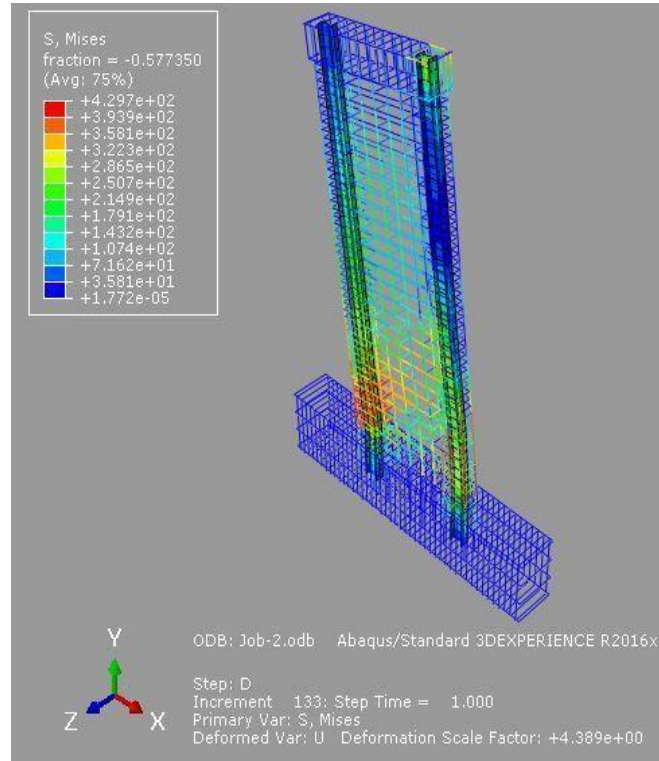 S, Mises
fraction = -0.577350
(Avg: 75%)
+4.297e+02
+3.939e+02
+3.581e+02
+3.223e+02
+2.865e+02
+2.507e+02
+2.149e+02
+1.791e+02
+1.432e+02
+1.074e+02
+7.162e+01
+3.581e+01
+1.772e-05
Y
Z
X
ODB: Job-2.odb    Abaqus/Standard 3DEXPERIENCE R2016x
Step: D
Increment    133: Step Time =    1.000
Primary Var: S, Mises
Deformed Var: U   Deformation Scale Factor: +4.389e+00